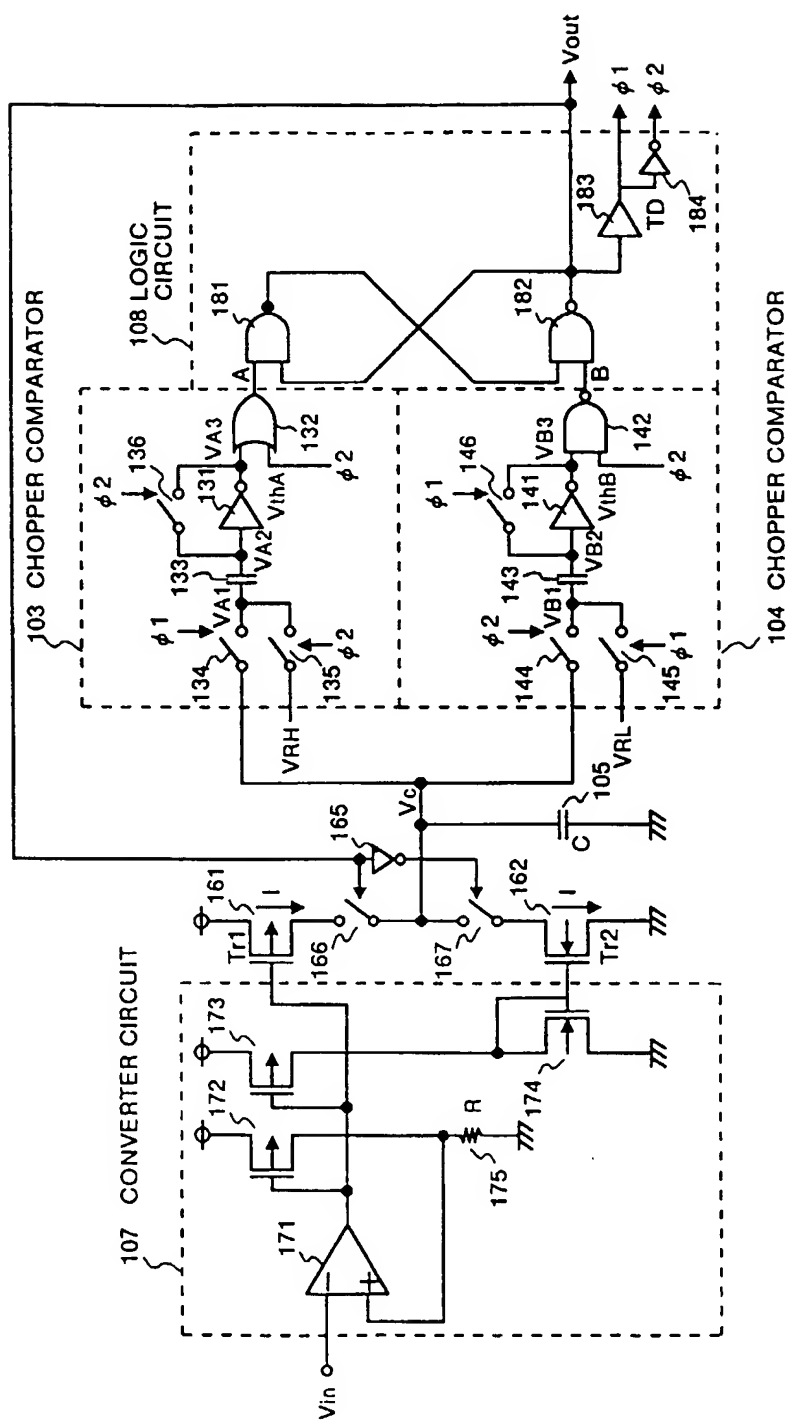 107 CONVERTER CIRCUIT
Vin
171
172
173
R
175
174
Tr1
161
I
166
165
167
162
I
Tr2
Vc
105
C
103 CHOPPER COMPARATOR
φ1
φ2
134
VA1
133
VA2
136
131
VthA
VA3
132
φ2
VRH
135
φ2
φ2
φ1
144
VB1
143
VB2
146
141
VthB
VB3
142
φ2
VRL
145
φ1
104 CHOPPER COMPARATOR
108 LOGIC
CIRCUIT
A
181
B
182
183
TD
184
Vout
φ1
φ2